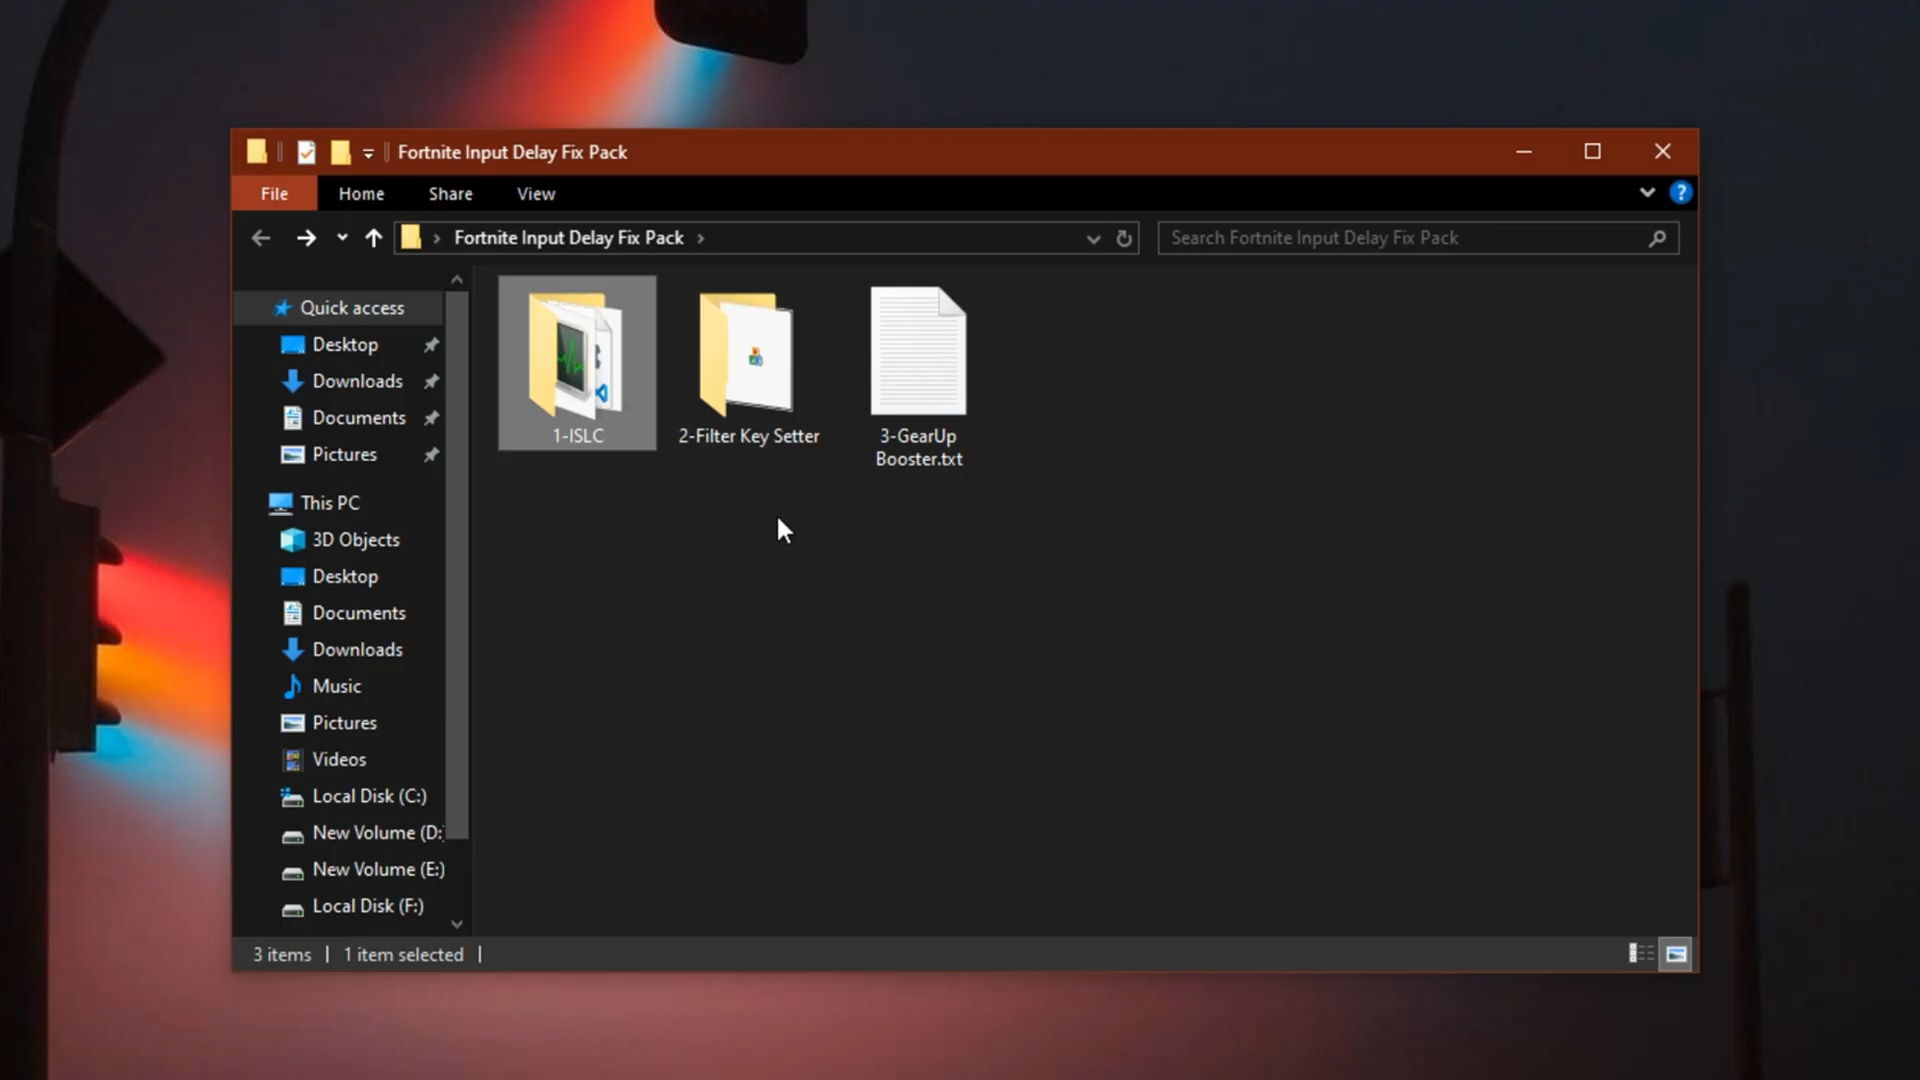 Fortnite Input Delay Fix Pack
File Home Share View
?
Fortnite Input Delay Fix Pack
Search Fortnite Input Delay Fix Pack
Quick access
Desktop
Downloads
Documents
Pictures
This PC
3D Objects
Desktop
Documents
Downloads
Music
Pictures
Videos
Local Disk (C:)
New Volume (D:
New Volume (E:)
Local Disk (F:)
1-ISLC
2-Filter Key Setter
3-GearUp
Booster.txt
3 items
1 item selected